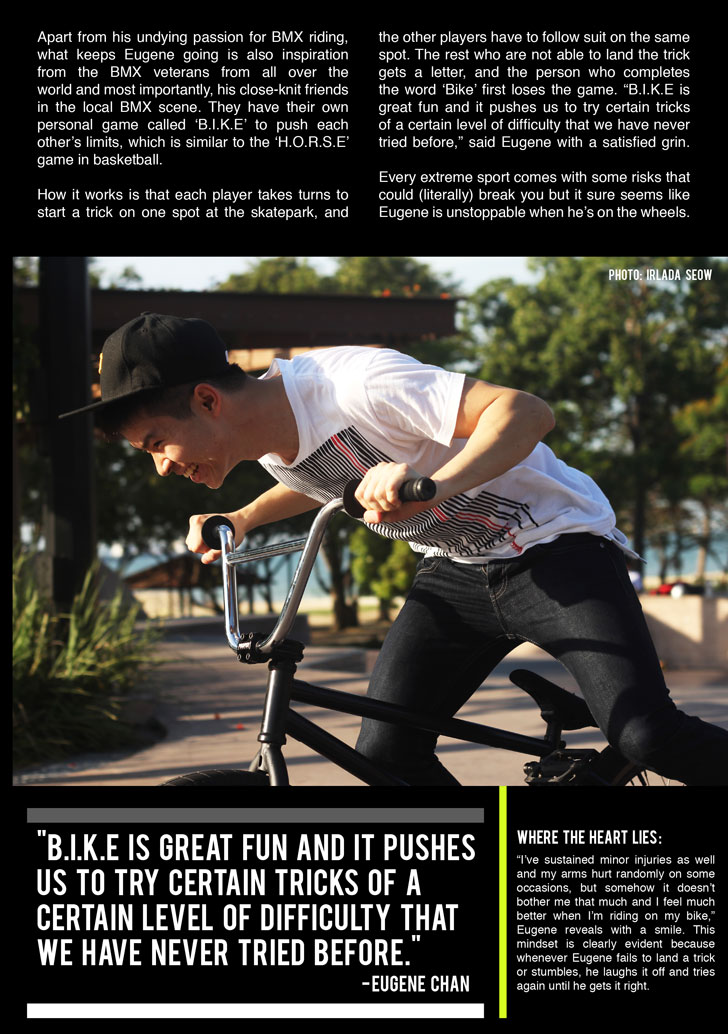 Apart from his undying passion for BMX riding,
what keeps Eugene going is also inspiration
from the BMX veterans from all over the
world and most importantly, his close-knit friends
in the local BMX scene. They have their own
personal game called ‘B.I.K.E’ to push each
other’s limits, which is similar to the ‘H.O.R.S.E’
game in basketball.
How it works is that each player takes turns to
start a trick on one spot at the skatepark, and
the other players have to follow suit on the same
spot. The rest who are not able to land the trick
gets a letter, and the person who completes
the word ‘Bike’ first loses the game. “B.I.K.E is
great fun and it pushes us to try certain tricks
of a certain level of difficulty that we have never
tried before,” said Eugene with a satisfied grin.
Every extreme sport comes with some risks that
could (literally) break you but it sure seems like
Eugene is unstoppable when he’s on the wheels.
PHOTO: IRLADA SEOW
"B.I.K.E IS GREAT FUN AND IT PUSHES
US TO TRY CERTAIN TRICKS OF A
CERTAIN LEVEL OF DIFFICULTY THAT
WE HAVE NEVER TRIED BEFORE."
-EUGENE CHAN
WHERE THE HEART LIES:
“I’ve sustained minor injuries as well
and my arms hurt randomly on some
occasions, but somehow it doesn’t
bother me that much and I feel much
better when I’m riding on my bike,”
Eugene reveals with a smile. This
mindset is clearly evident because
whenever Eugene fails to land a trick
or stumbles, he laughs it off and tries
again until he gets it right.